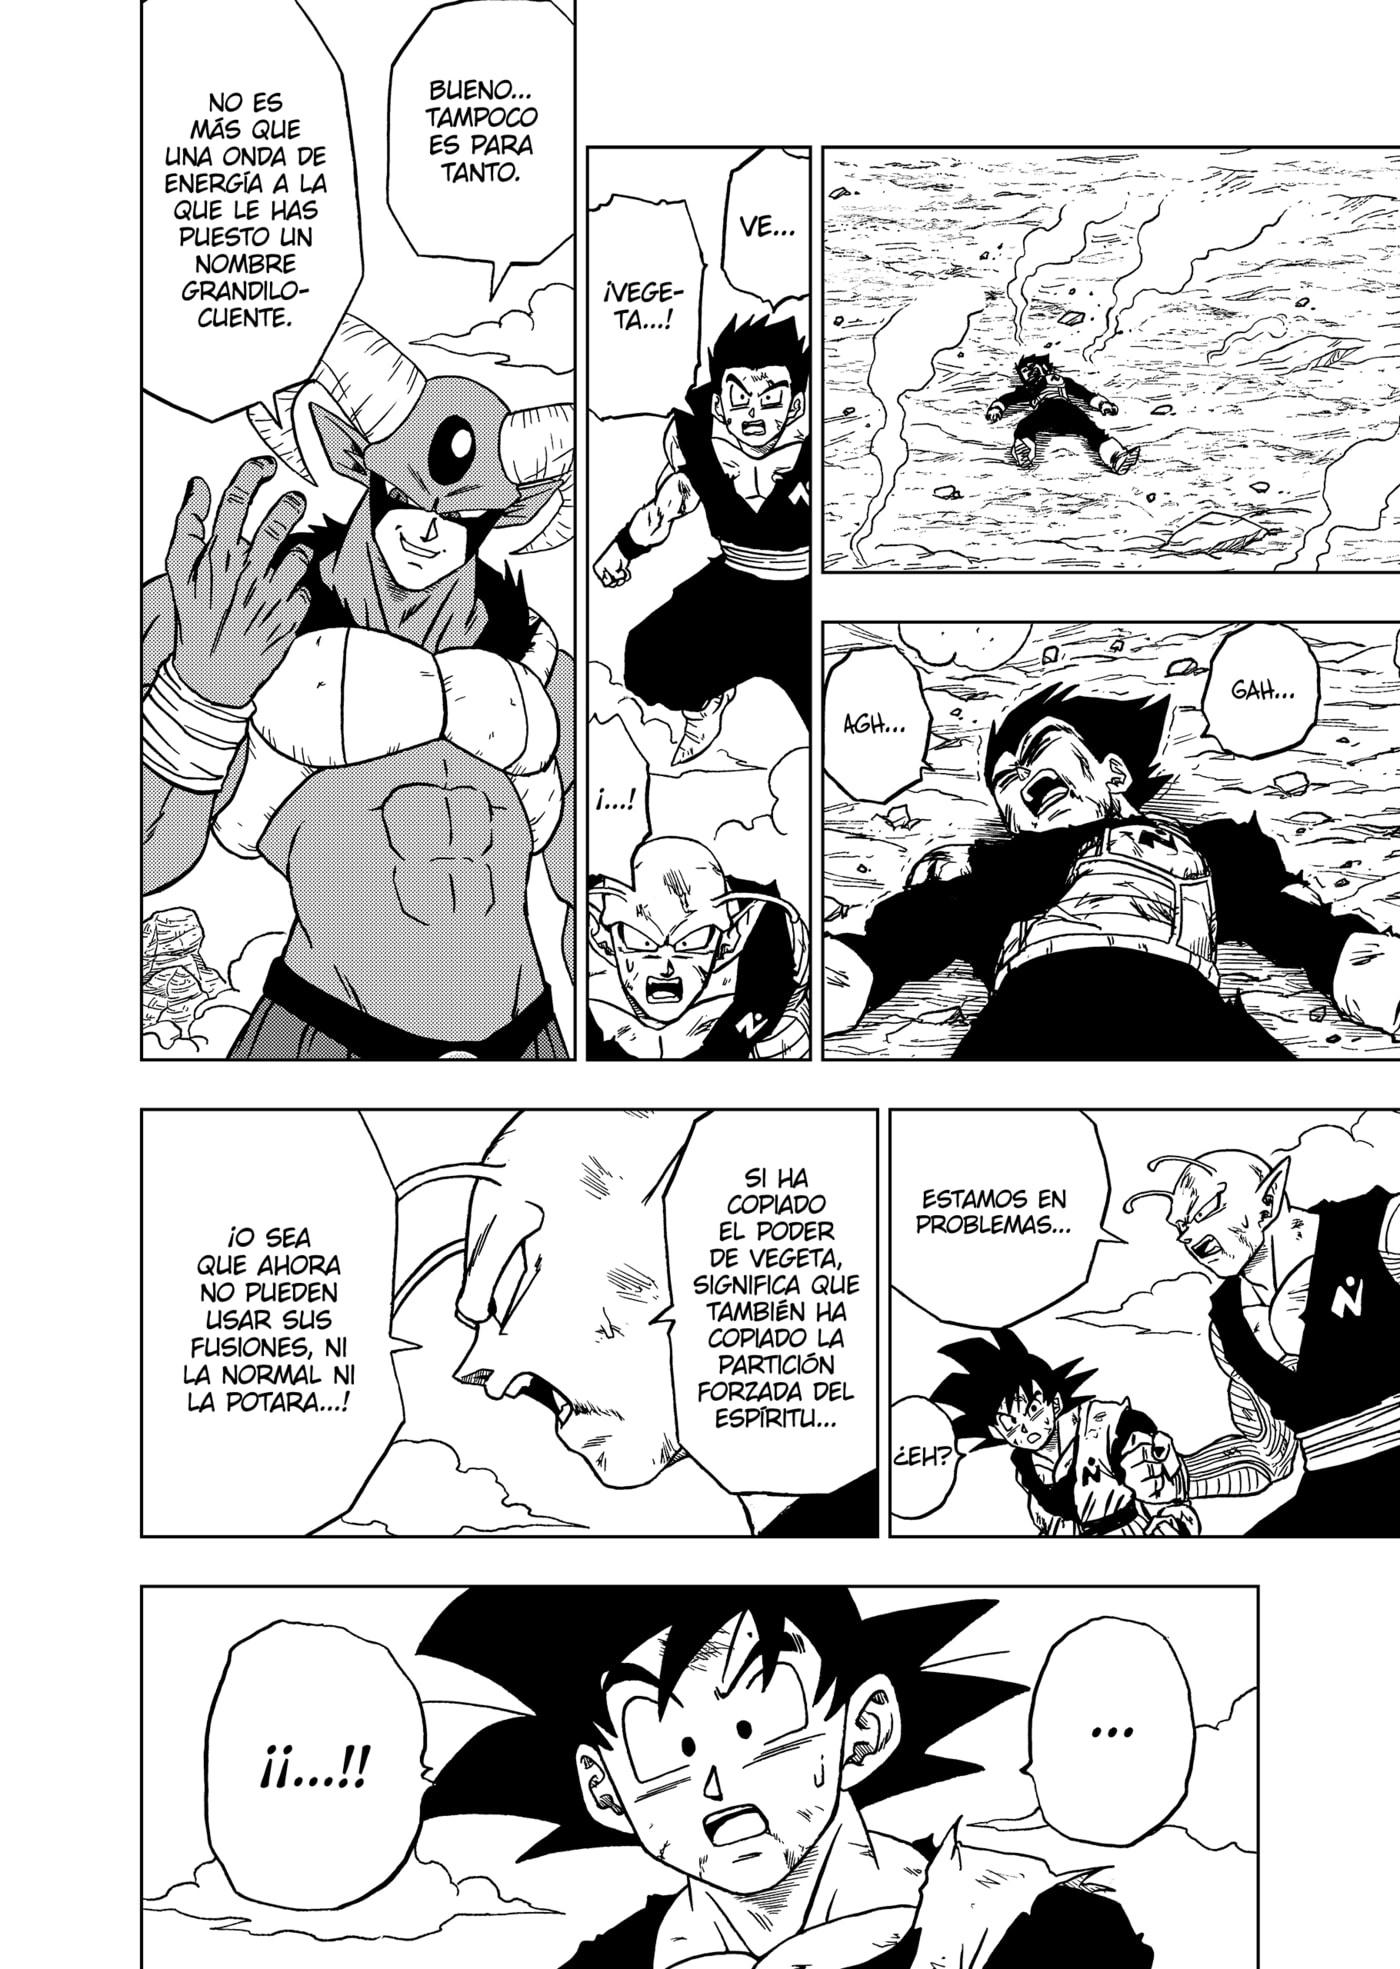 AGH...
GAH...
VE...
¡VEGE-
TA...!
¡...!
BUENO...
TAMPOCO
ES PARA
TANTO.
NO ES
MÁS QUE
UNA ONDA DE
ENERGÍA A LA
QUE LE HAS
PUESTO UN
NOMBRE
GRANDILO-
CUENTE.
ESTAMOS EN
PROBLEMAS...
¿EH?
SI HA
COPIADO
EL PODER
DE VEGETA,
SIGNIFICA QUE
TAMBIÉN HA
COPIADO LA
PARTICIÓN
FORZADA DEL
ESPÍRITU...
¡O SEA
QUE AHORA
NO PUEDEN
USAR SUS
FUSIONES, NI
LA NORMAL NI
LA POTARA...!
...
¡¡...!!